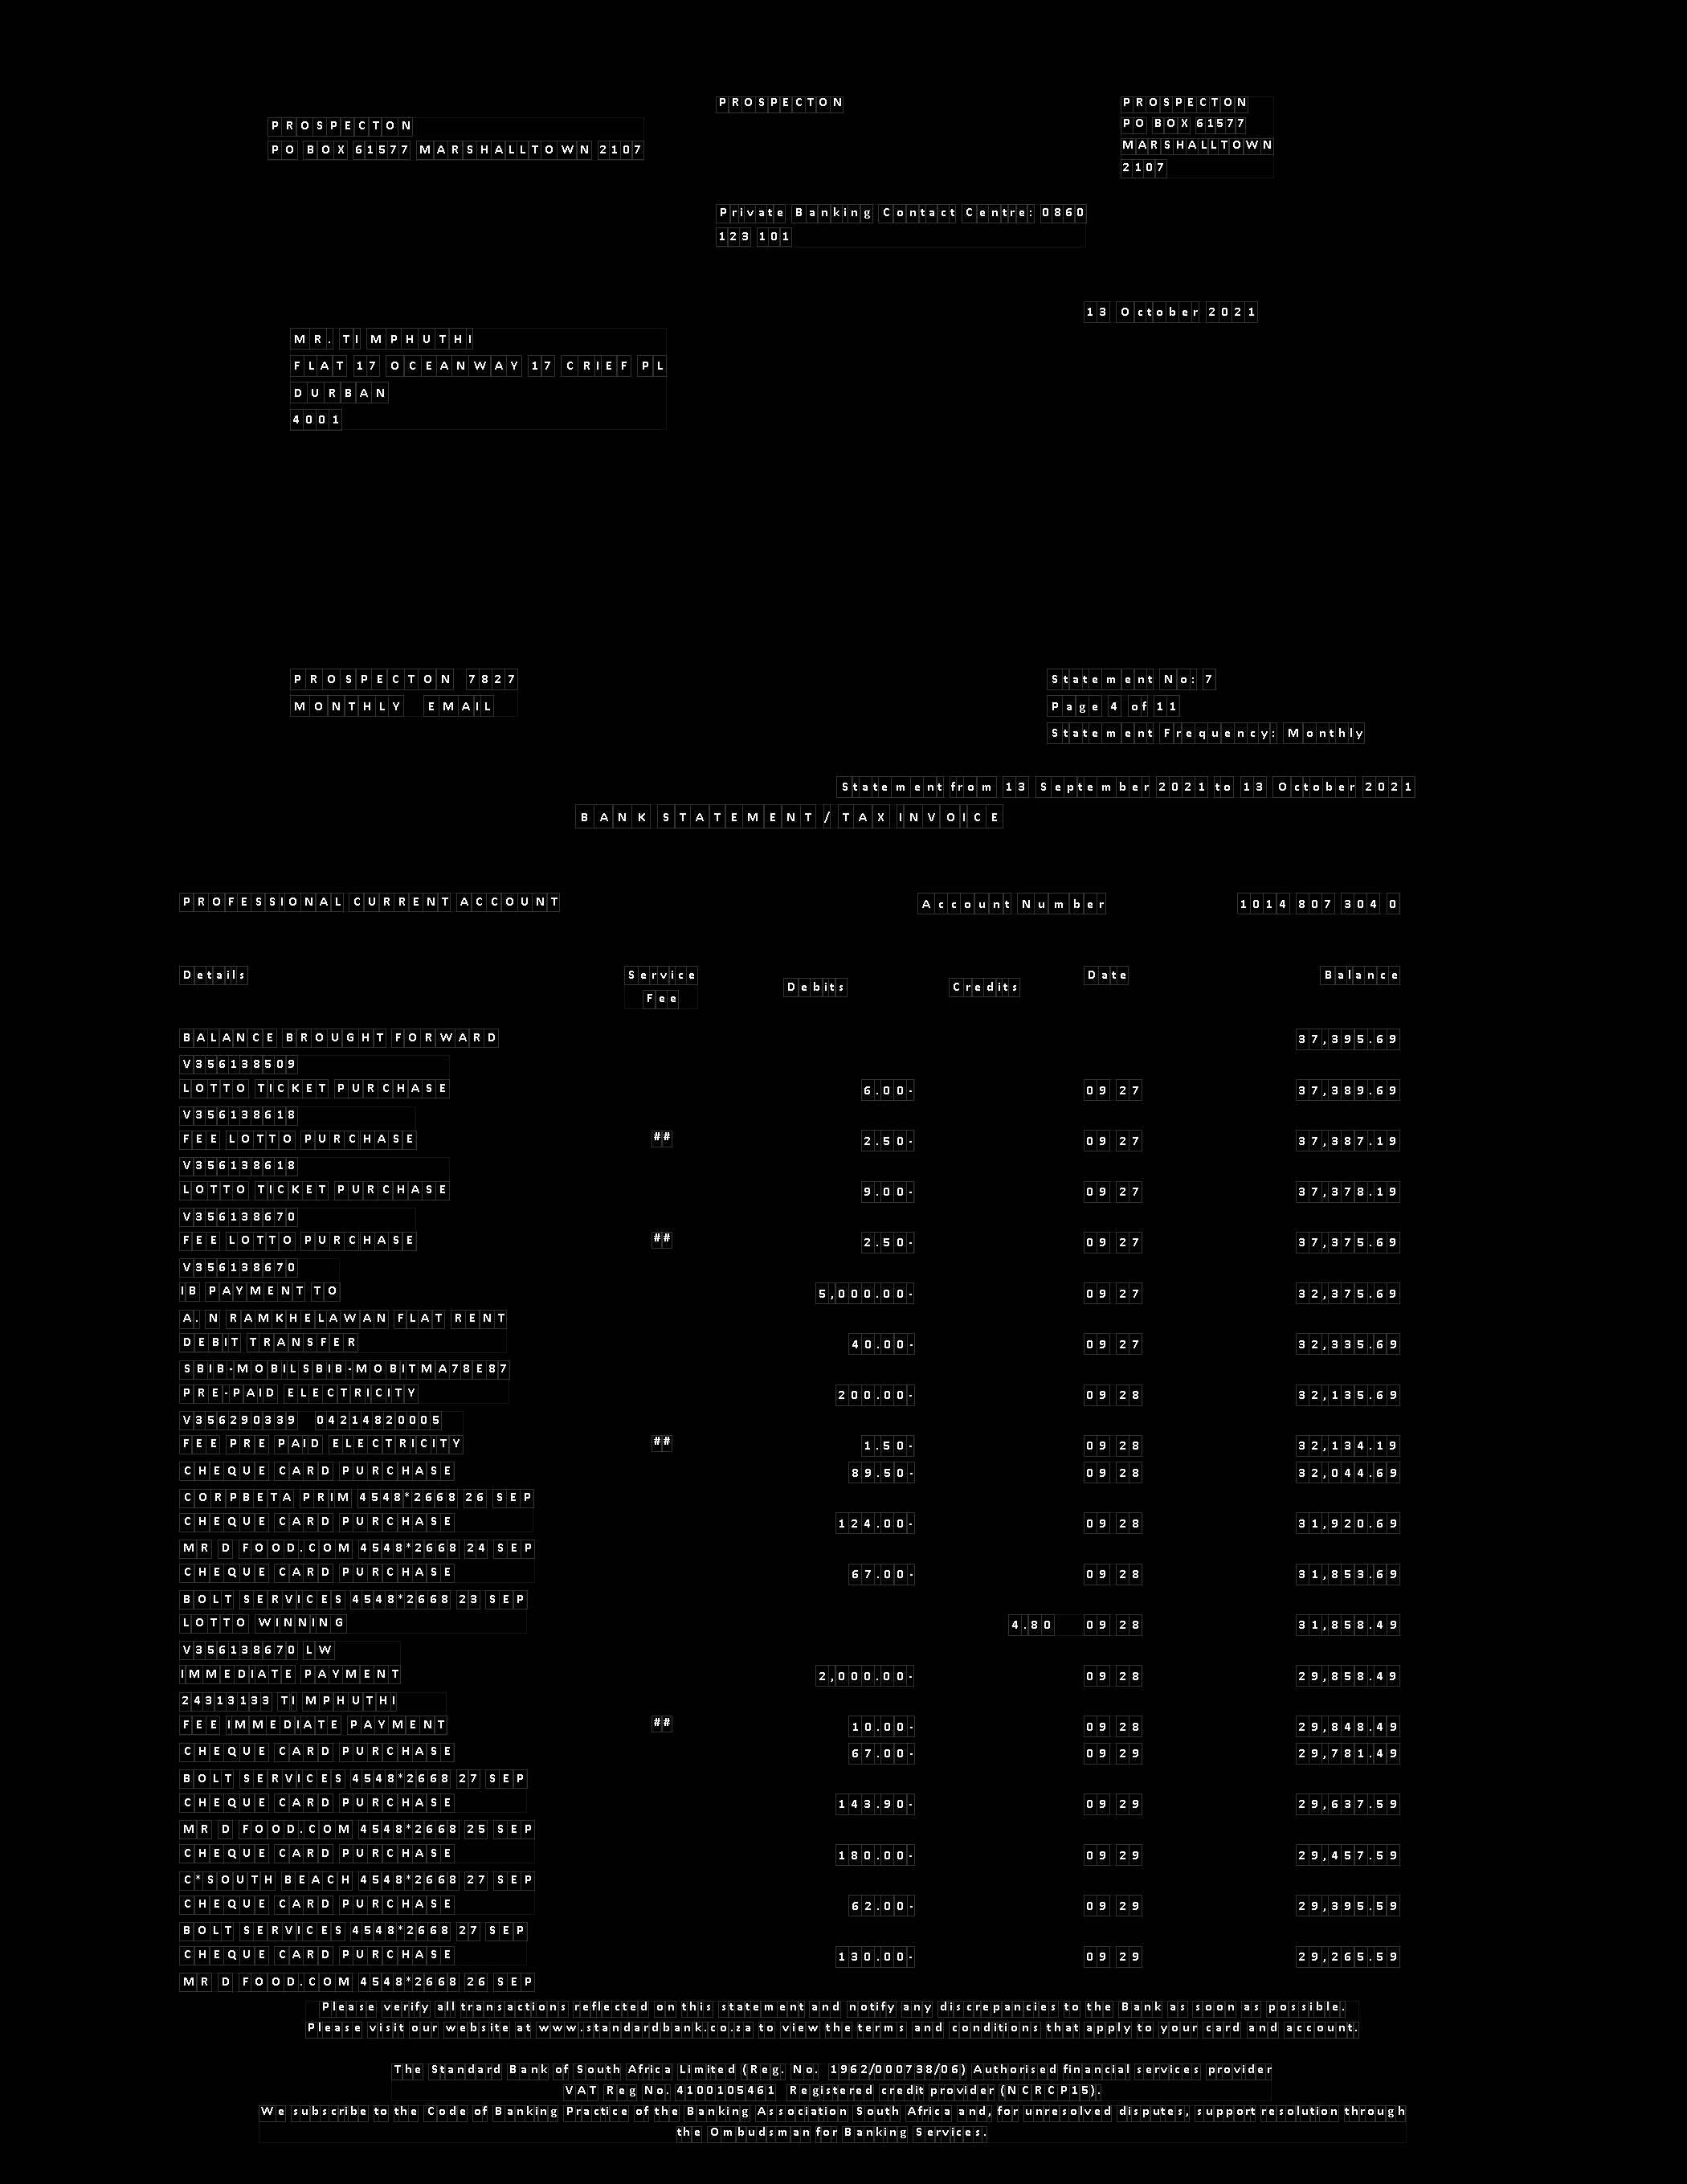 PROSPECTON
PROSPECTON
PO BOX 61577 MARSHALLTOWN 2107
PROSPECTON
PO BOX 61577
MARSHALLTOWN
2107
Private Banking Contact Centre: 0860
123 101
13 October 2021
MR. TI MPHUTHI
FLAT 17 OCEANWAY 17 CRIEF PL
DURBAN
4001
PROSPECTON 7827
MONTHLY EMAIL
Statement No: 7
Page 4 of 11
Statement Frequency: Monthly
Statement from 13 September 2021 to 13 October 2021
BANK STATEMENT / TAX INVOICE
PROFESSIONAL CURRENT ACCOUNT Account Number 1014 807 304 0
Details Service Fee Debits Credits Date Balance
BALANCE BROUGHT FORWARD 37,395.69
V356138509
LOTTO TICKET PURCHASE 6.00- 09 27 37,389.69
V356138618
FEE LOTTO PURCHASE ## 2.50- 09 27 37,387.19
V356138618
LOTTO TICKET PURCHASE 9.00- 09 27 37,378.19
V356138670
FEE LOTTO PURCHASE ## 2.50- 09 27 37,375.69
V356138670
IB PAYMENT TO 5,000.00- 09 27 32,375.69
A. N RAMKHELAWAN FLAT RENT
DEBIT TRANSFER 40.00- 09 27 32,335.69
SBIB-MOBILSBIB-MOBITMA78E87
PRE-PAID ELECTRICITY 200.00- 09 28 32,135.69
V356290339 04214820005
FEE PRE PAID ELECTRICITY ## 1.50- 09 28 32,134.19
CHEQUE CARD PURCHASE 89.50- 09 28 32,044.69
CORPBETA PRIM 4548*2668 26 SEP
CHEQUE CARD PURCHASE 124.00- 09 28 31,920.69
MR D FOOD.COM 4548*2668 24 SEP
CHEQUE CARD PURCHASE 67.00- 09 28 31,853.69
BOLT SERVICES 4548*2668 23 SEP
LOTTO WINNING 4.80 09 28 31,858.49
V356138670 LW
IMMEDIATE PAYMENT 2,000.00- 09 28 29,858.49
24313133 TI MPHUTHI
FEE IMMEDIATE PAYMENT ## 10.00- 09 28 29,848.49
CHEQUE CARD PURCHASE 67.00- 09 29 29,781.49
BOLT SERVICES 4548*2668 27 SEP
CHEQUE CARD PURCHASE 143.90- 09 29 29,637.59
MR D FOOD.COM 4548*2668 25 SEP
CHEQUE CARD PURCHASE 180.00- 09 29 29,457.59
C*SOUTH BEACH 4548*2668 27 SEP
CHEQUE CARD PURCHASE 62.00- 09 29 29,395.59
BOLT SERVICES 4548*2668 27 SEP
CHEQUE CARD PURCHASE 130.00- 09 29 29,265.59
MR D FOOD.COM 4548*2668 26 SEP
Please verify all transactions reflected on this statement and notify any discrepancies to the Bank as soon as possible.
Please visit our website at www.standardbank.co.za to view the terms and conditions that apply to your card and account.
The Standard Bank of South Africa Limited (Reg. No. 1962/000738/06) Authorised financial services provider
VAT Reg No. 4100105461 Registered credit provider (NCRCP15).
We subscribe to the Code of Banking Practice of the Banking Association South Africa and, for unresolved disputes, support resolution through
the Ombudsman for Banking Services.